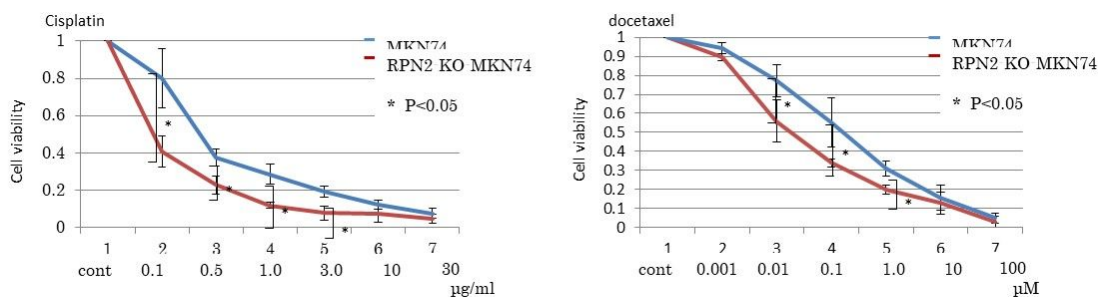 Cisplatin
1
0.8
0.6
0.4
0.2
0
Cell viability
MKN74
RPN2 KO MKN74
* P<0.05
*
*
*
*
1 2 3 4 5 6 7
cont 0.1 0.5 1.0 3.0 10 30
µg/ml
docetaxel
1
0.9
0.8
0.7
0.6
0.5
0.4
0.3
0.2
0.1
0
Cell viability
MKN74
RPN2 KO MKN74
* P<0.05
*
*
*
1 2 3 4 5 6 7
cont 0.001 0.01 0.1 1.0 10 100
µM